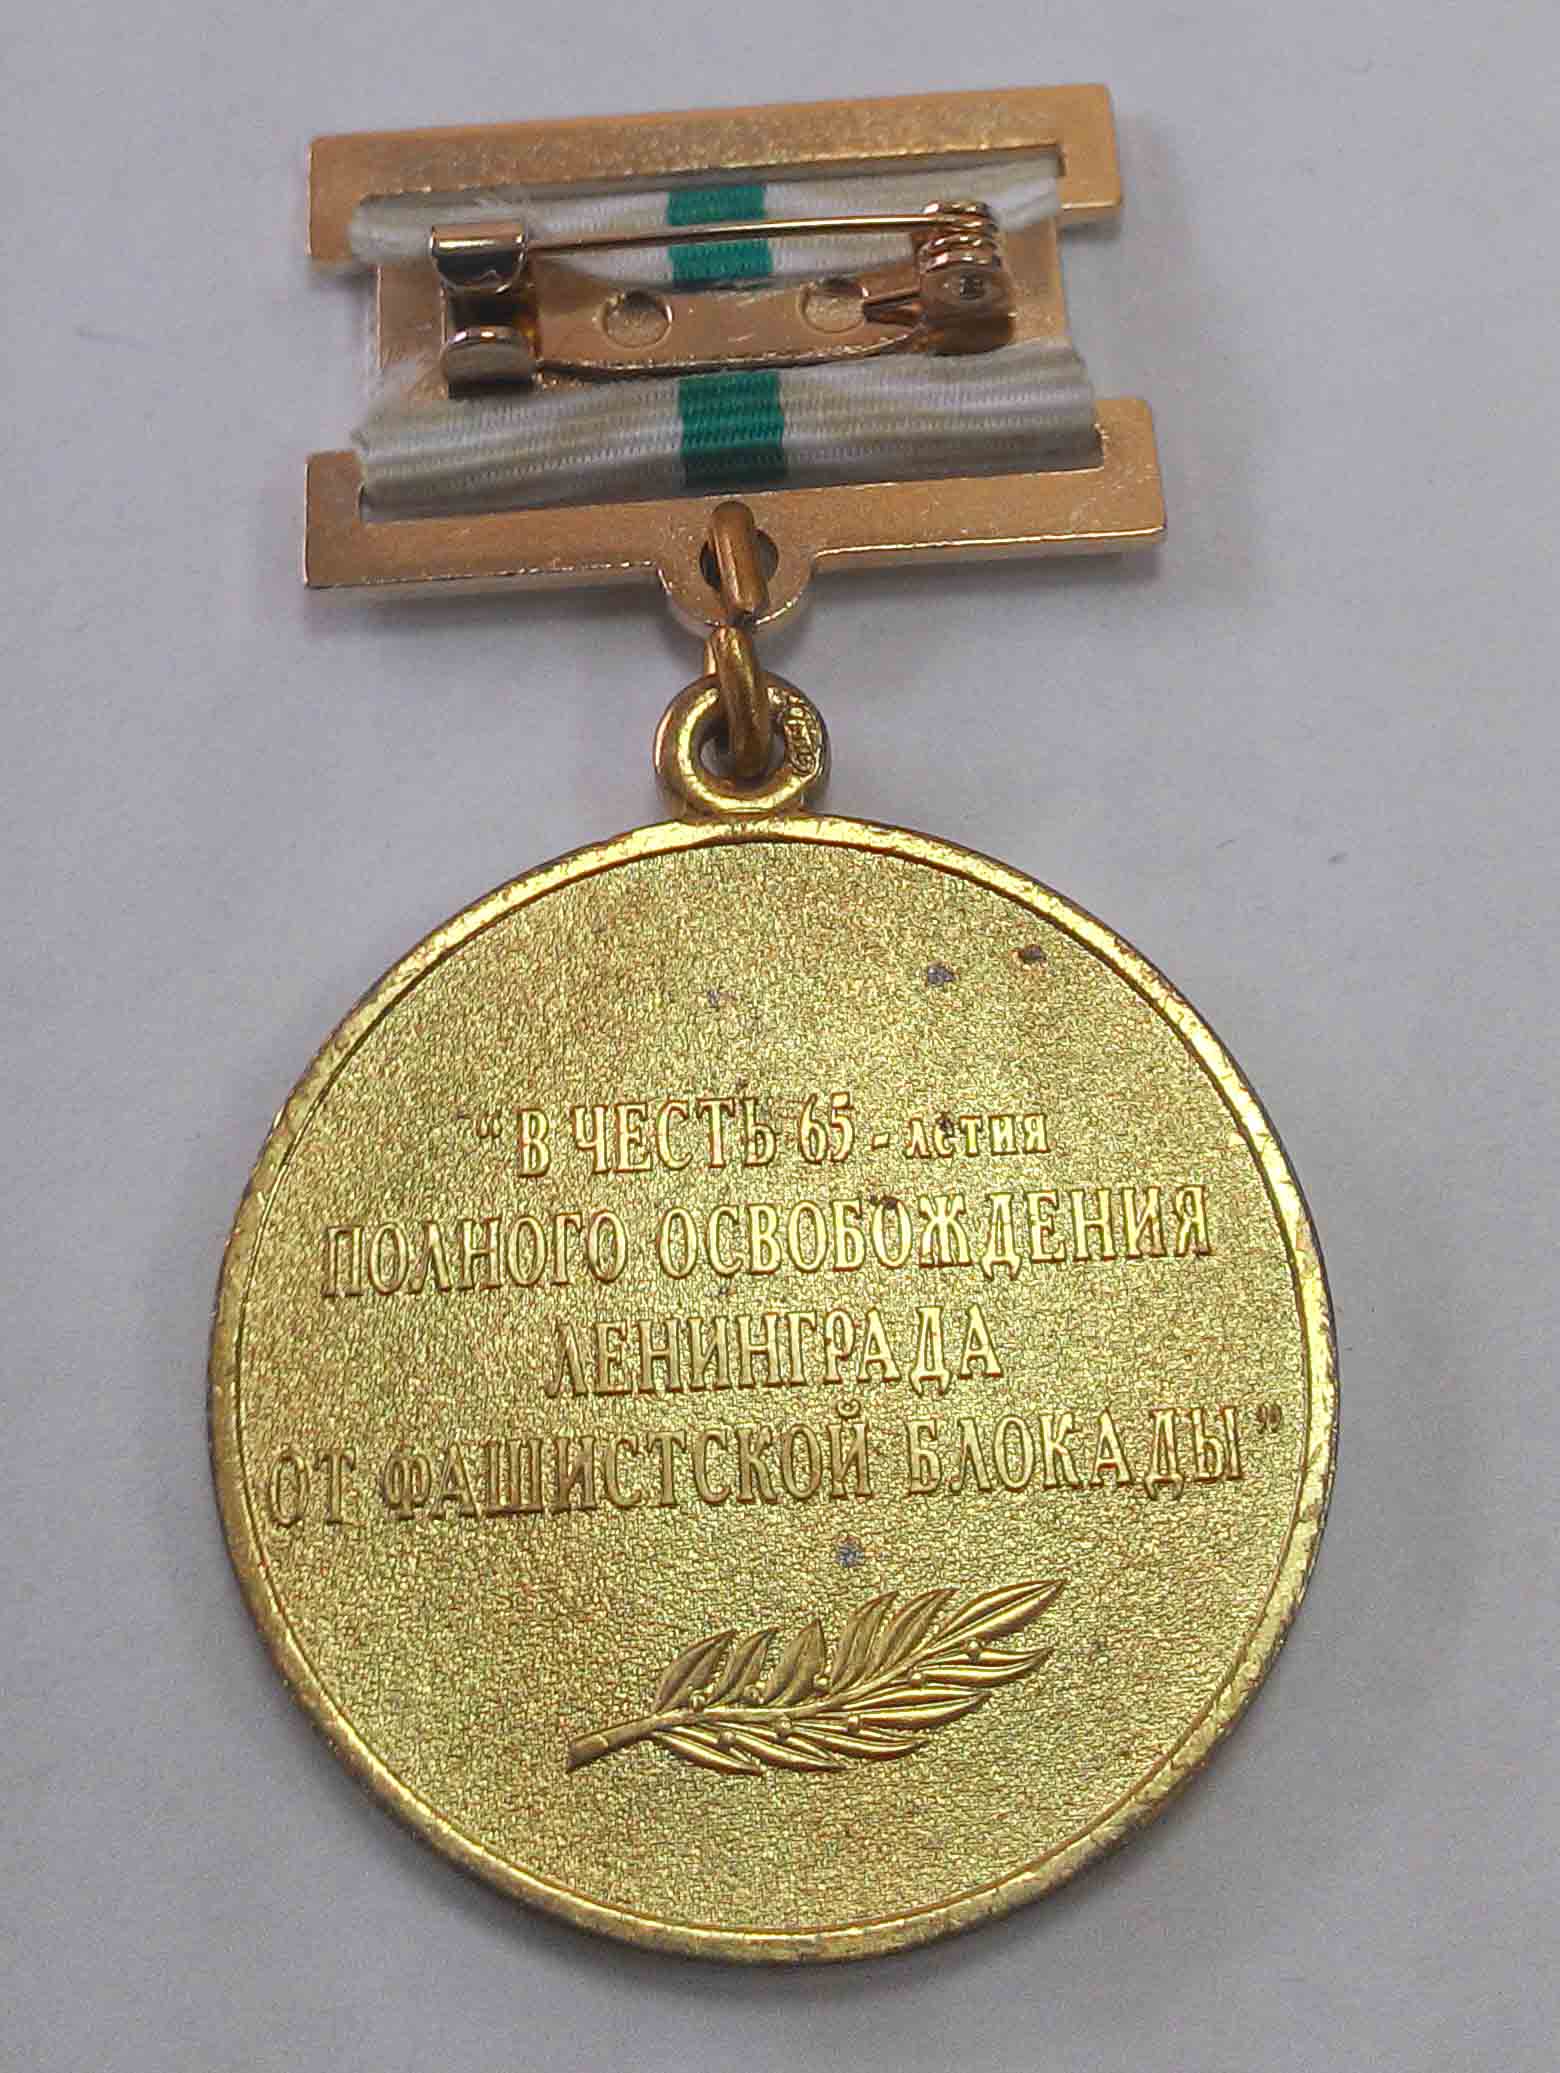 “В ЧЕСТЬ 65 - летия
ПОЛНОГО ОСВОБОЖДЕНИЯ
ЛЕНИНГРАДА
ОТ ФАШИСТСКОЙ БЛОКАДЫ”